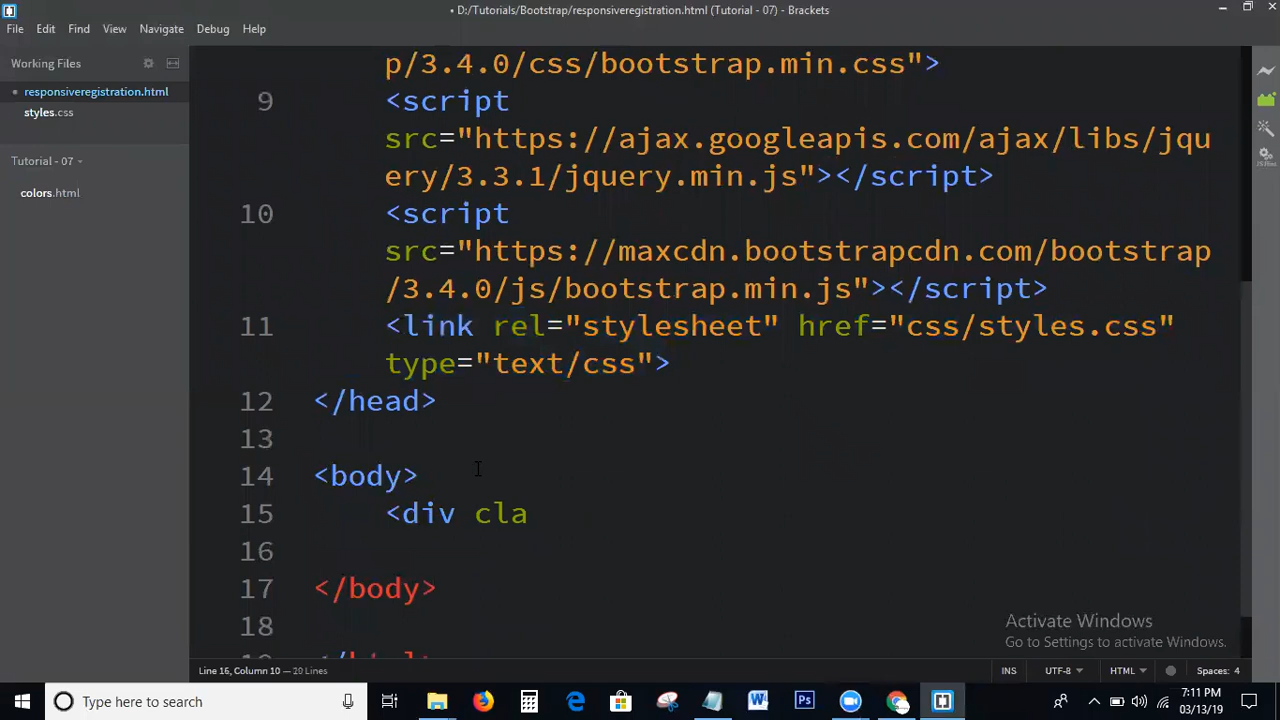 • D:/Tutorials/Bootstrap/responsiveregistration.html (Tutorial - 07) - Brackets
File Edit Find View Navigate Debug Help
Working Files
• responsiveregistration.html
styles.css
Tutorial - 07
colors.html
p/3.4.0/css/bootstrap.min.css">
9 <script
src="https://ajax.googleapis.com/ajax/libs/jqu
ery/3.3.1/jquery.min.js"></script>
10 <script
src="https://maxcdn.bootstrapcdn.com/bootstrap
/3.4.0/js/bootstrap.min.js"></script>
11 <link rel="stylesheet" href="css/styles.css"
type="text/css">
12 </head>
13
14 <body>
15 <div cla
16
17 </body>
18
Activate Windows
Go to Settings to activate Windows.
Line 16, Column 10 — 20 Lines
INS UTF-8 HTML Spaces: 4
Type here to search
7:11 PM
03/13/19